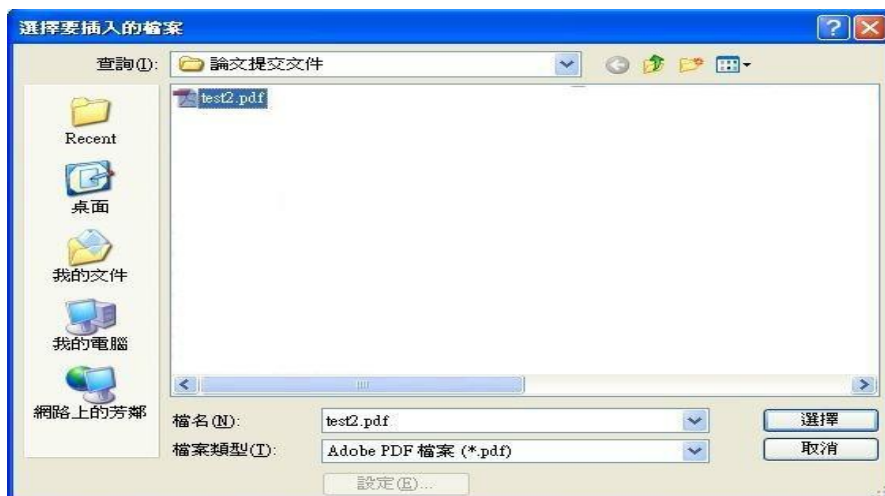 選擇要插入的檔案
查詢(I):
論文提交文件
test2.pdf
Recent
桌面
我的文件
我的電腦
網路上的芳鄰
檔名(N):
test2.pdf
選擇
檔案類型(T):
Adobe PDF 檔案 (*.pdf)
取消
設定(E)...